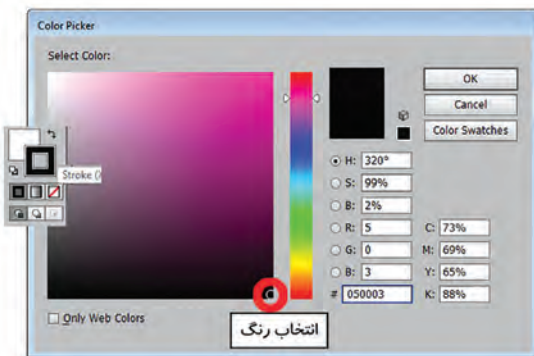 Color Picker
Select Color:
OK
Cancel
Color Swatches
Stroke (X
H: 320°
S: 99%
B: 2%
R: 5
C: 73%
G: 0
M: 69%
B: 3
Y: 65%
# 050003
K: 88%
Only Web Colors
انتخاب رنگ